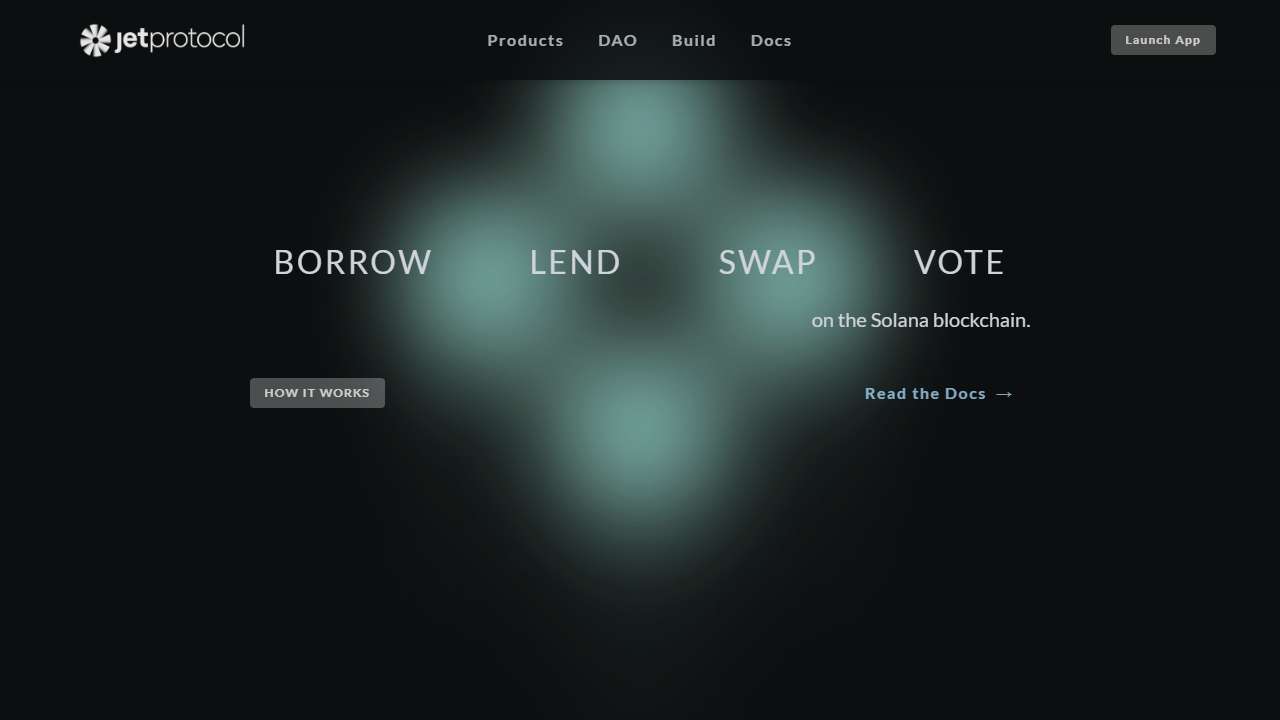 jetprotocol
Products DAO Build Docs
Launch App
BORROW LEND SWAP VOTE
on the Solana blockchain.
HOW IT WORKS
Read the Docs →